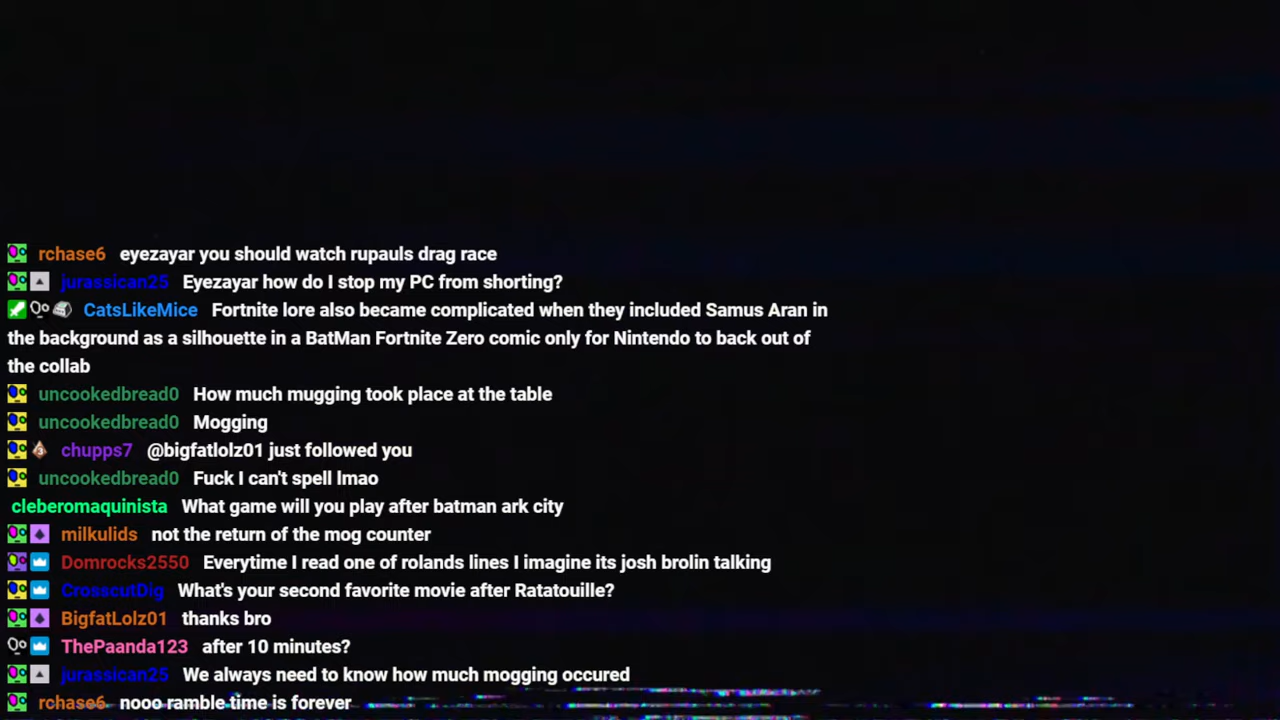 rchase6 eyezayar you should watch rupauls drag race
jurassican25 Eyezayar how do I stop my PC from shorting?
CatsLikeMice Fortnite lore also became complicated when they included Samus Aran in
the background as a silhouette in a BatMan Fortnite Zero comic only for Nintendo to back out of
the collab
uncookedbread0 How much mugging took place at the table
uncookedbread0 Mogging
chupps7 @bigfatlolz01 just followed you
uncookedbread0 Fuck I can't spell lmao
cleberomaquinista What game will you play after batman ark city
milkulids not the return of the mog counter
Domrocks2550 Everytime I read one of rolands lines I imagine its josh brolin talking
CrosscutDig What's your second favorite movie after Ratatouille?
BigfatLolz01 thanks bro
ThePaanda123 after 10 minutes?
jurassican25 We always need to know how much mogging occured
rchase6 nooo ramble time is forever